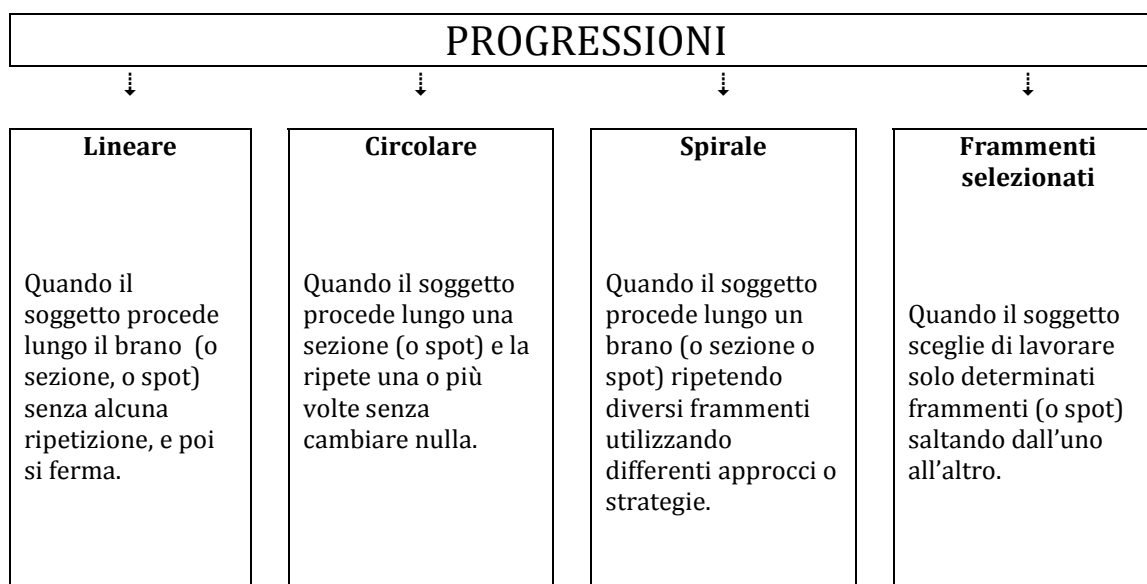 PROGRESSIONI
Lineare
Quando il
soggetto procede
lungo il brano (o
sezione, o spot)
senza alcuna
ripetizione, e poi
si ferma.
Circolare
Quando il soggetto
procede lungo una
sezione (o spot) e la
ripete una o più
volte senza
cambiare nulla.
Spirale
Quando il soggetto
procede lungo un
brano (o sezione o
spot) ripetendo
diversi frammenti
utilizzando
differenti approcci o
strategie.
Frammenti
selezionati
Quando il soggetto
sceglie di lavorare
solo determinati
frammenti (o spot)
saltando dall’uno
all’altro.